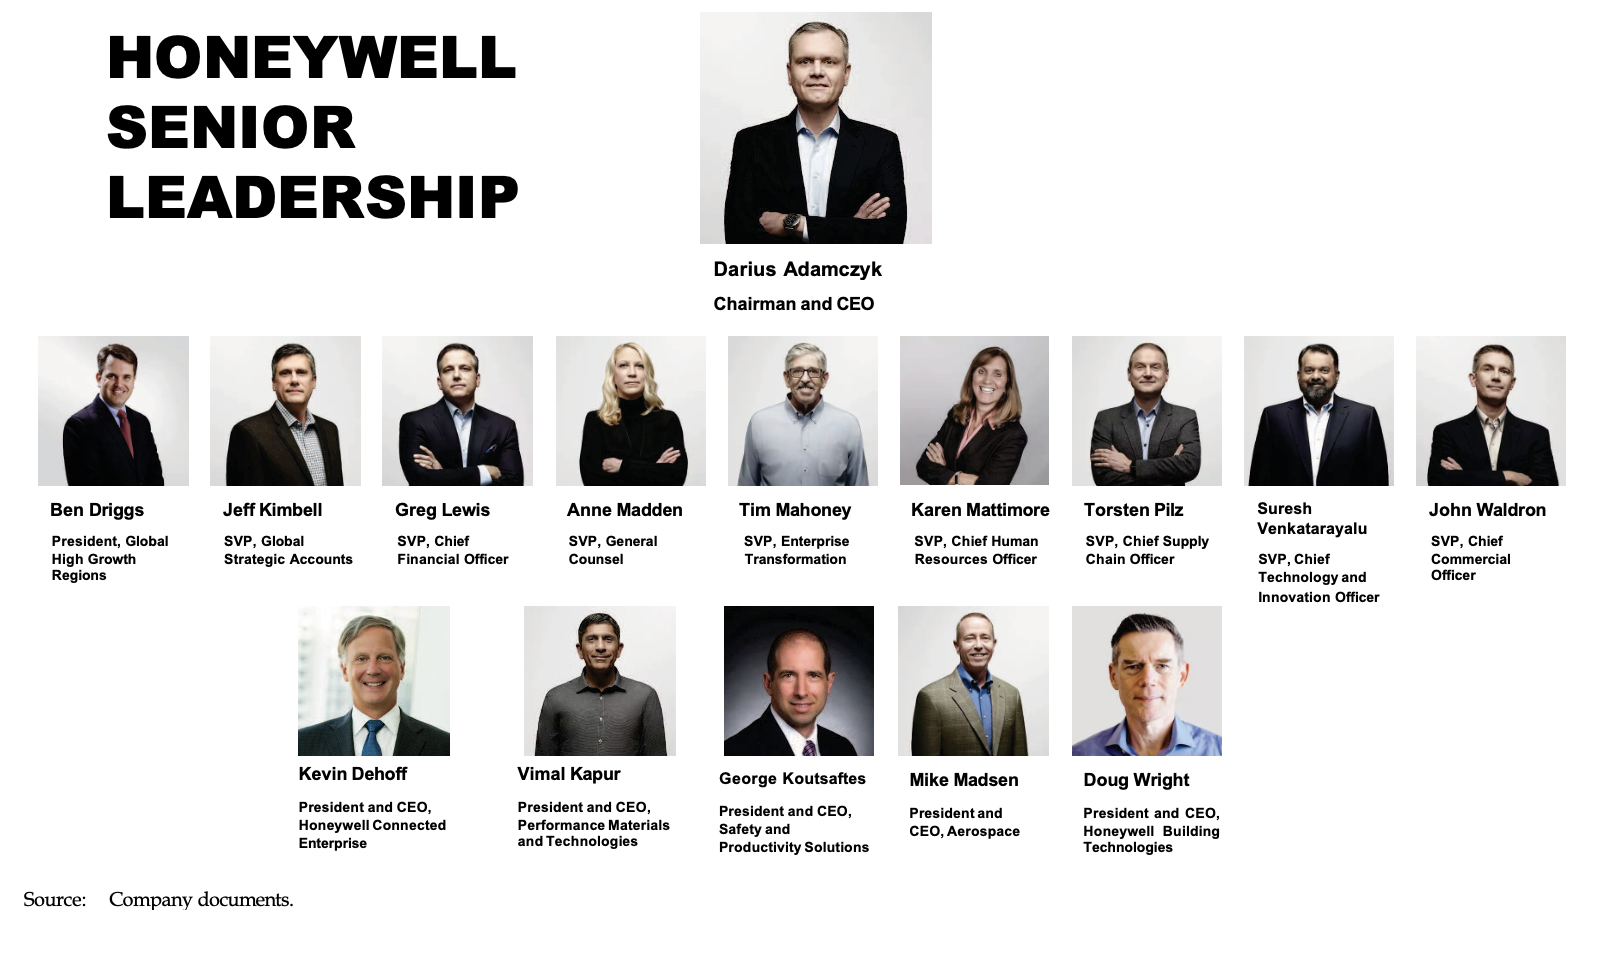 HONEYWELL
SENIOR
LEADERSHIP
Darius Adamczyk
Chairman and CEO
Ben Driggs
President, Global
High Growth
Regions
Jeff Kimbell
SVP, Global
Strategic Accounts
Greg Lewis
SVP, Chief
Financial Officer
Anne Madden
SVP, General
Counsel
Tim Mahoney
SVP, Enterprise
Transformation
Karen Mattimore
SVP, Chief Human
Resources Officer
Torsten Pilz
SVP, Chief Supply
Chain Officer
Suresh
Venkatarayalu
SVP, Chief
Technology and
Innovation Officer
John Waldron
SVP, Chief
Commercial
Officer
Kevin Dehoff
President and CEO,
Honeywell Connected
Enterprise
Vimal Kapur
President and CEO,
Performance Materials
and Technologies
George Koutsaftes
President and CEO,
Safety and
Productivity Solutions
Mike Madsen
President and
CEO, Aerospace
Doug Wright
President and CEO,
Honeywell Building
Technologies
Source: Company documents.